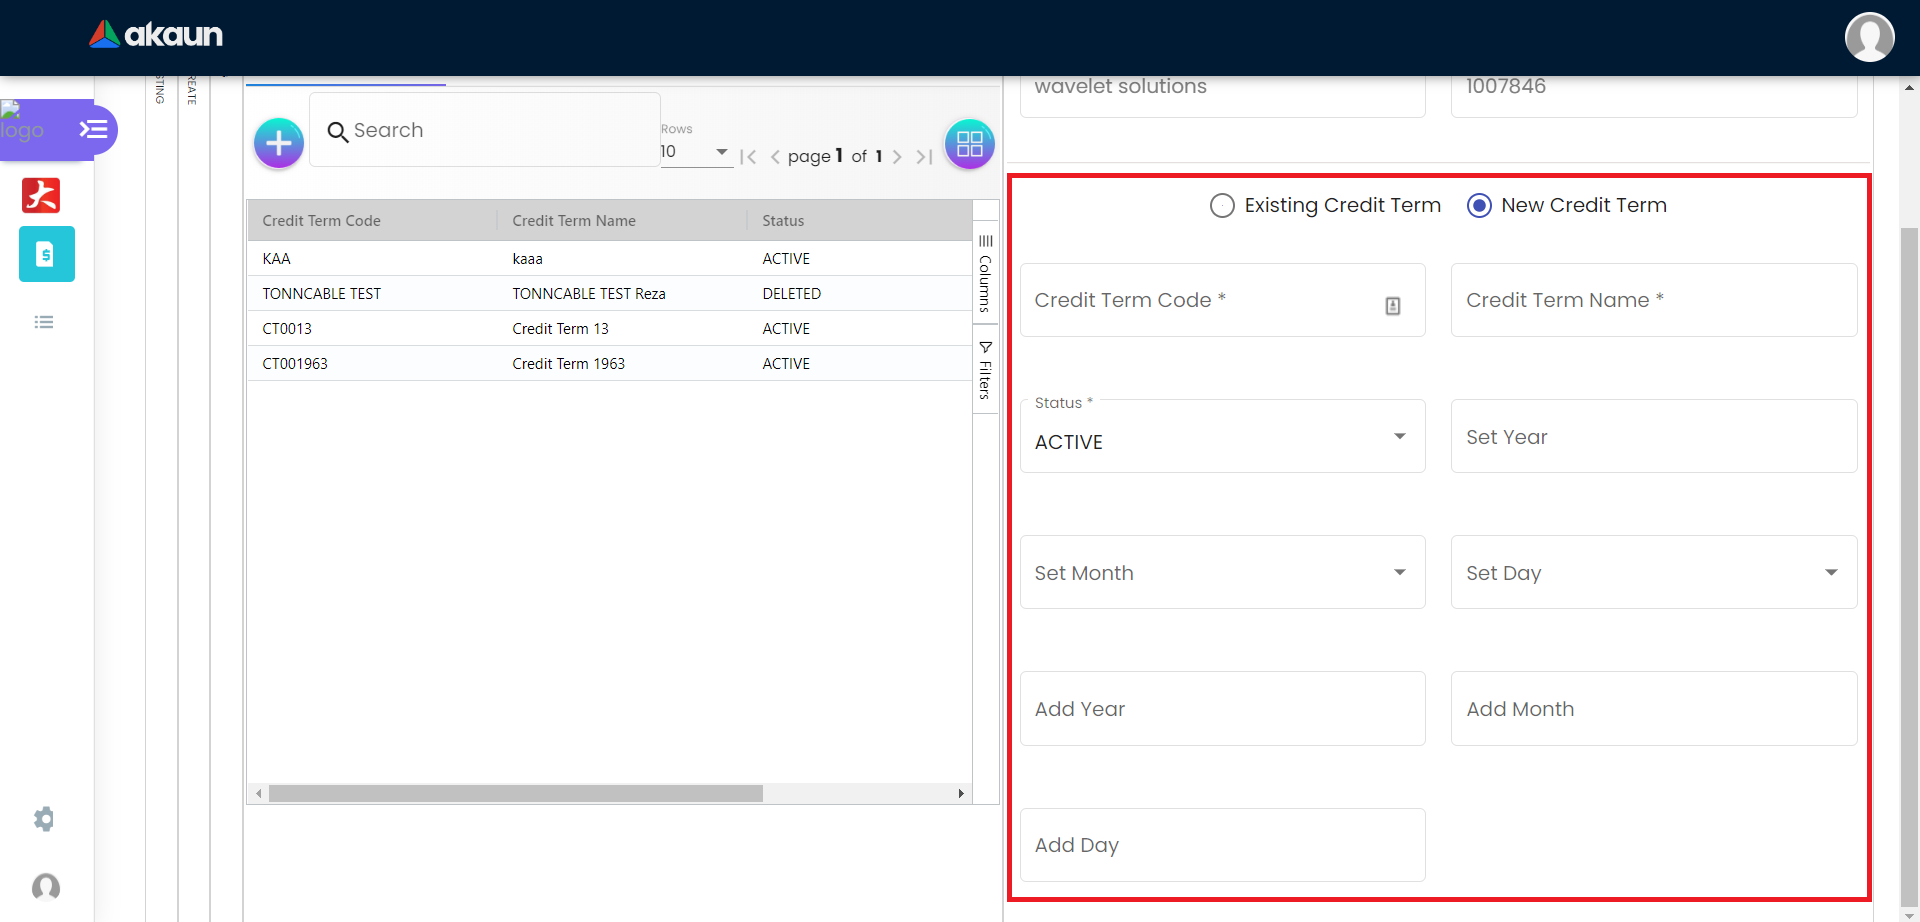 akaun
logo
STING
REATE
Search
Rows
10
page 1 of 1
Credit Term Code Credit Term Name Status
KAA kaaa ACTIVE
TONNCABLE TEST TONNCABLE TEST Reza DELETED
CT0013 Credit Term 13 ACTIVE
CT001963 Credit Term 1963 ACTIVE
Columns
Filters
wavelet solutions 1007846
Existing Credit Term New Credit Term
Credit Term Code * Credit Term Name *
Status *
ACTIVE Set Year
Set Month Set Day
Add Year Add Month
Add Day